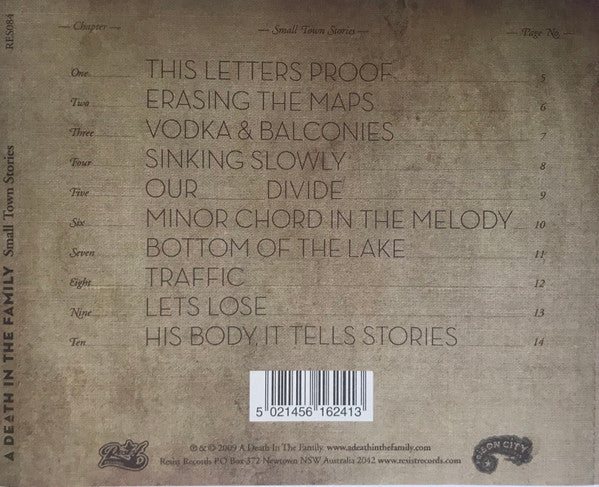 Chapter Small Town Stories Page No
One THIS LETTERS PROOF 5
Two ERASING THE MAPS 6
Three VODKA & BALCONIES 7
Four SINKING SLOWLY 8
Five OUR DIVIDE 9
Six MINOR CHORD IN THE MELODY 10
Seven BOTTOM OF THE LAKE 11
Eight TRAFFIC 12
Nine LETS LOSE 13
Ten HIS BODY, IT TELLS STORIES 14
5 021456 162413
℗ & © 2009 A Death In The Family. www.adeathinthefamily.com
Resist Records PO Box 372 Newtown NSW Australia 2042 www.resistrecords.com
A DEATH IN THE FAMILY Small Town Stories RES084